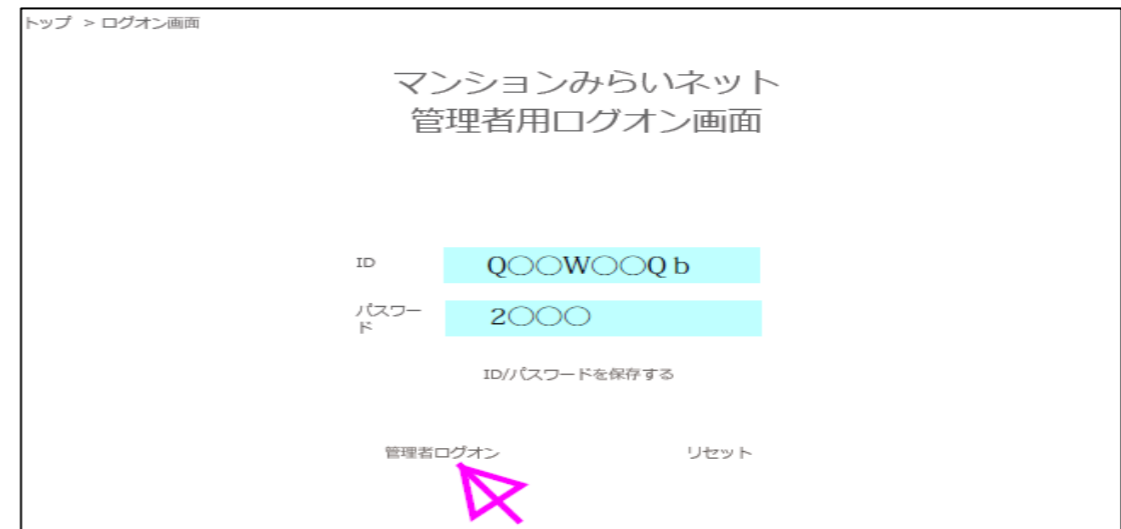 トップ > ログオン画面
マンションみらいネット
管理者用ログオン画面
ID
Q○○W○○Q b
パスワー
ド
2○○○
ID/パスワードを保存する
管理者ログオン
リセット